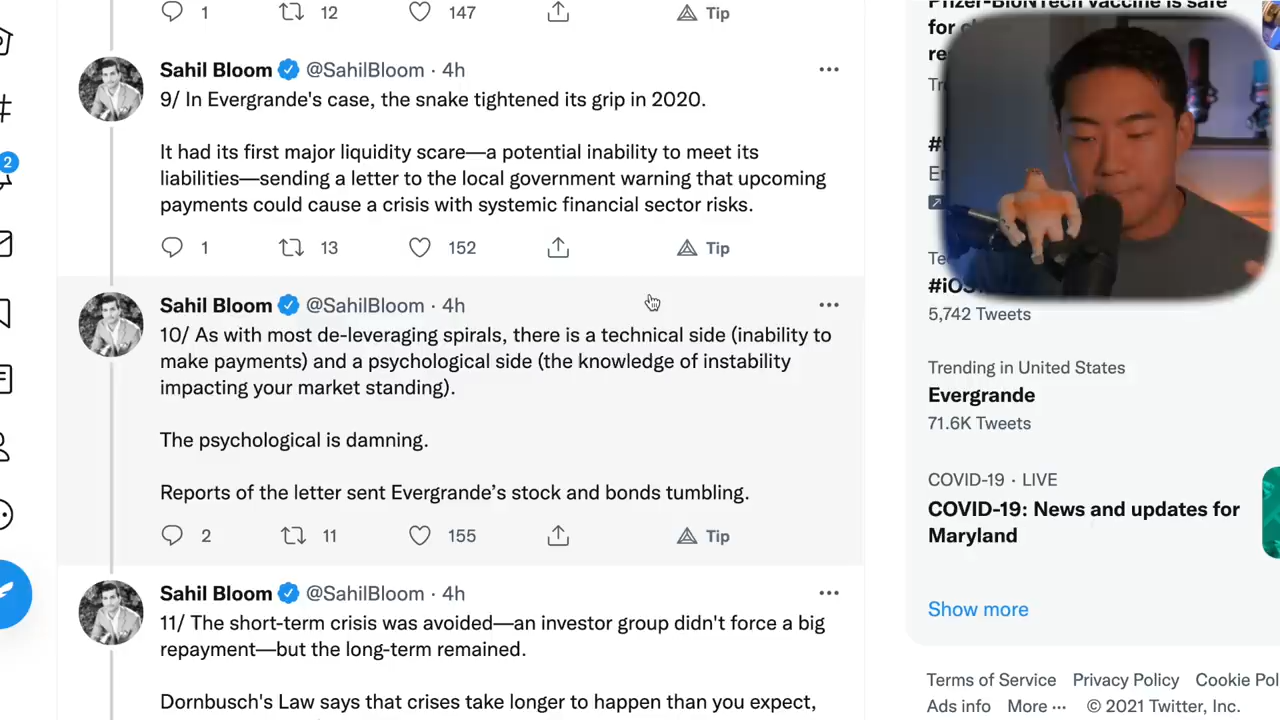 1 12 147 Tip
Sahil Bloom @SahilBloom · 4h
9/ In Evergrande's case, the snake tightened its grip in 2020.
It had its first major liquidity scare—a potential inability to meet its
liabilities—sending a letter to the local government warning that upcoming
payments could cause a crisis with systemic financial sector risks.
1 13 152 Tip
Sahil Bloom @SahilBloom · 4h
10/ As with most de-leveraging spirals, there is a technical side (inability to
make payments) and a psychological side (the knowledge of instability
impacting your market standing).
The psychological is damning.
Reports of the letter sent Evergrande’s stock and bonds tumbling.
2 11 155 Tip
Sahil Bloom @SahilBloom · 4h
11/ The short-term crisis was avoided—an investor group didn't force a big
repayment—but the long-term remained.
Dornbusch's Law says that crises take longer to happen than you expect,
2
Pfizer-BioNTech vaccine is safe
for
5,742 Tweets
Trending in United States
Evergrande
71.6K Tweets
COVID-19 · LIVE
COVID-19: News and updates for
Maryland
Show more
Terms of Service Privacy Policy Cookie Pol
Ads info More ··· © 2021 Twitter, Inc.